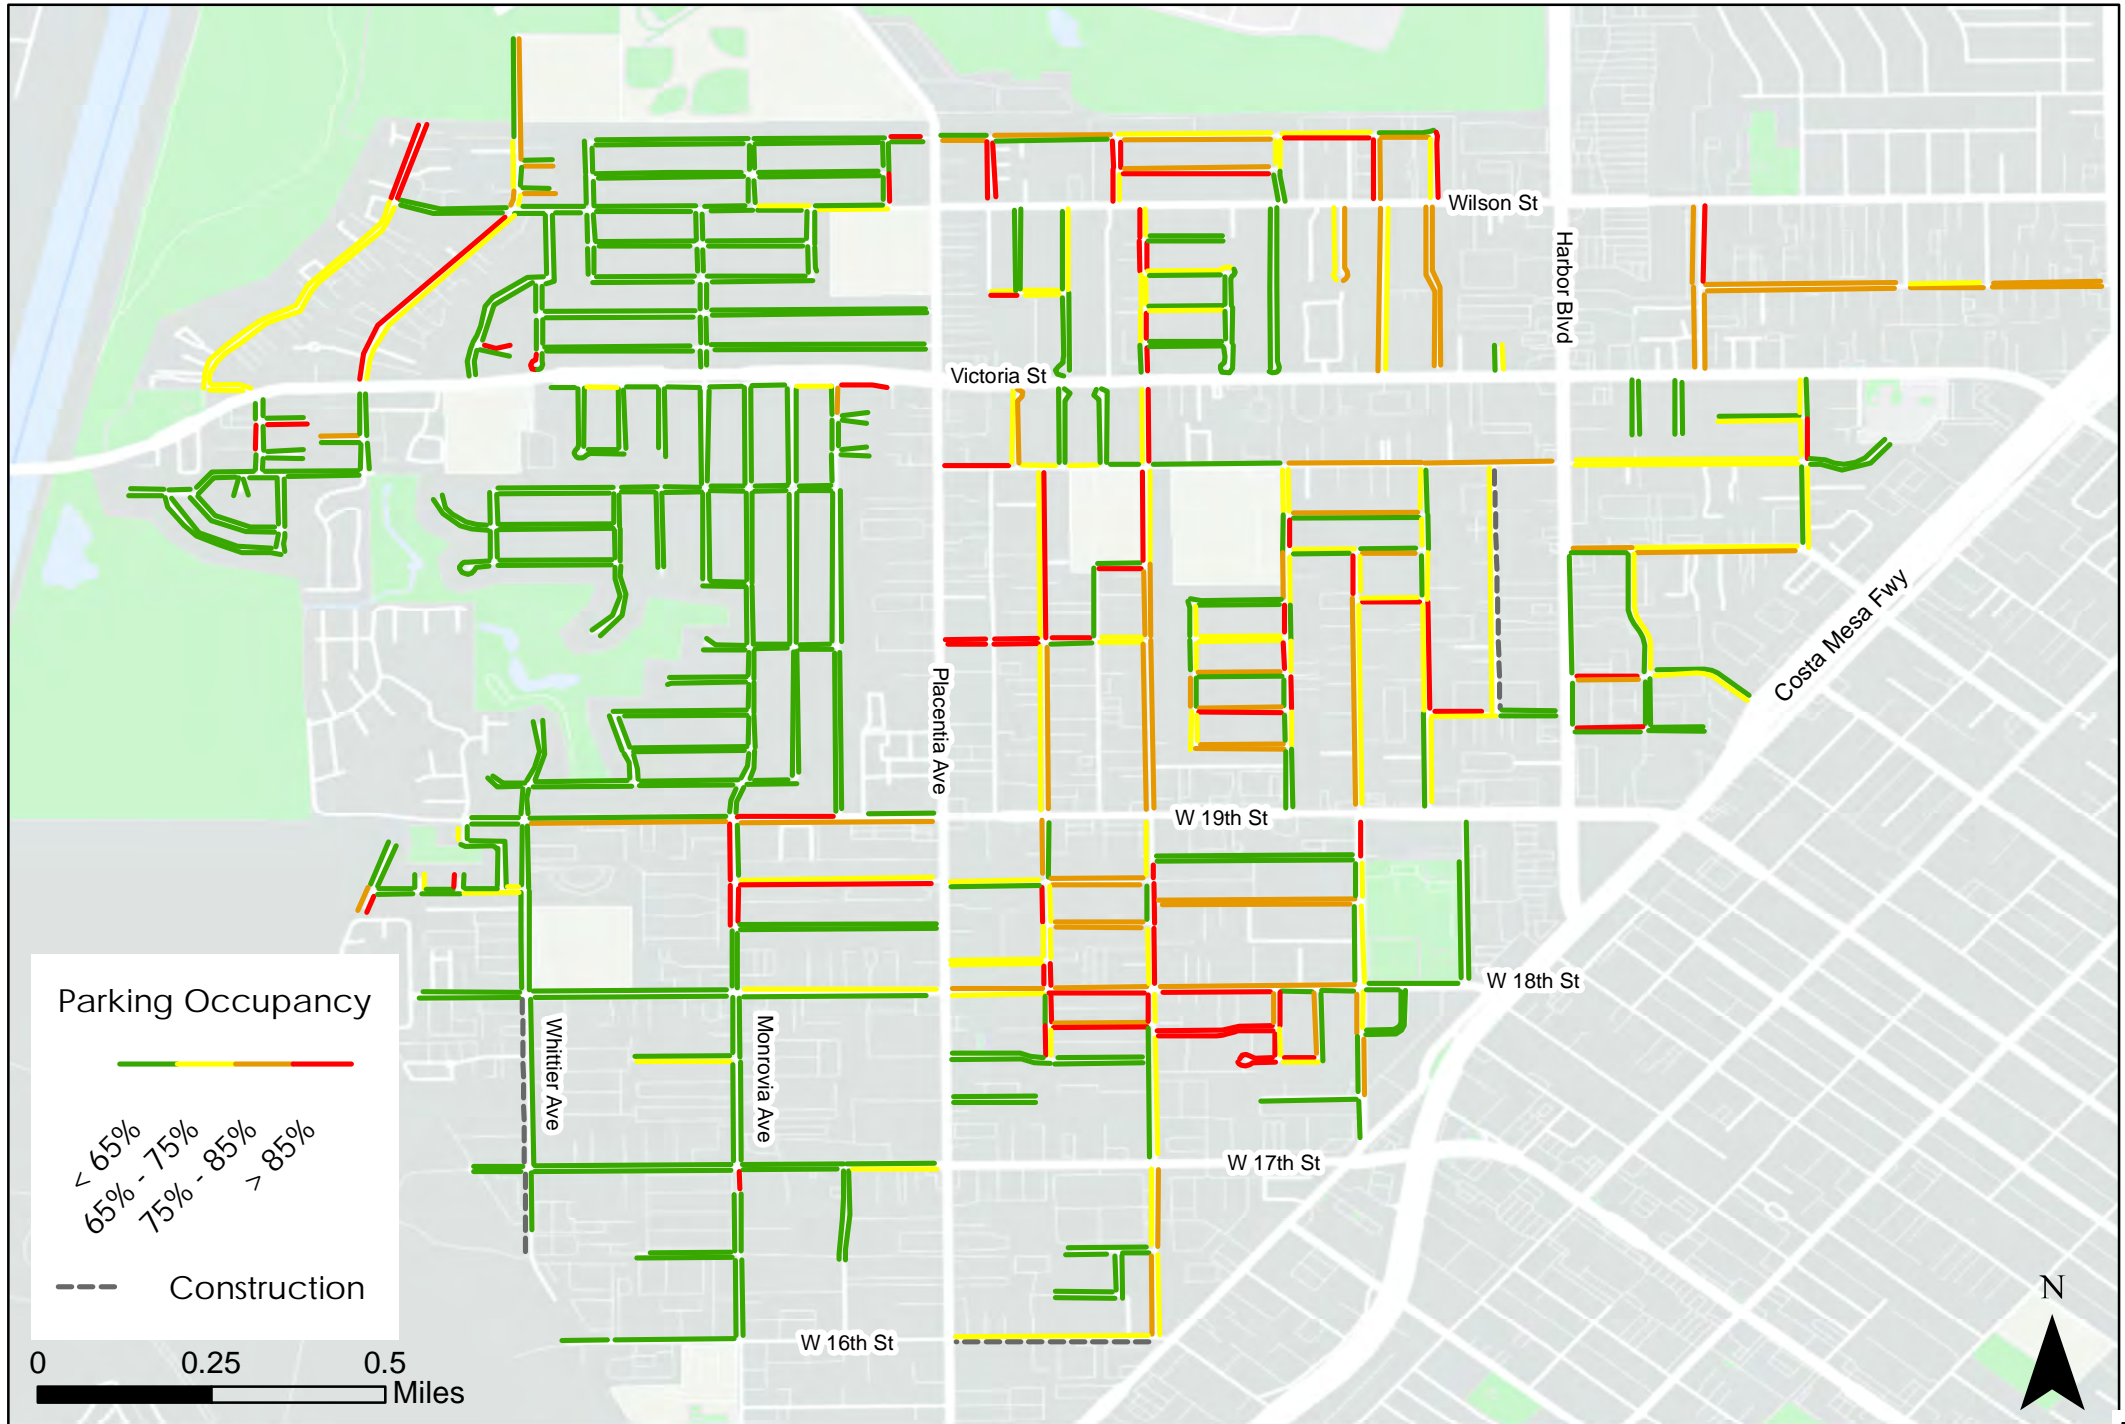 Wilson St
Harbor Blvd
Victoria St
Costa Mesa Fwy
Placentia Ave
W 19th St
W 18th St
Parking Occupancy
< 65%
65% - 75%
75% - 85%
> 85%
Construction
Whittier Ave
Monrovia Ave
W 17th St
W 16th St
N
0 0.25 0.5
Miles